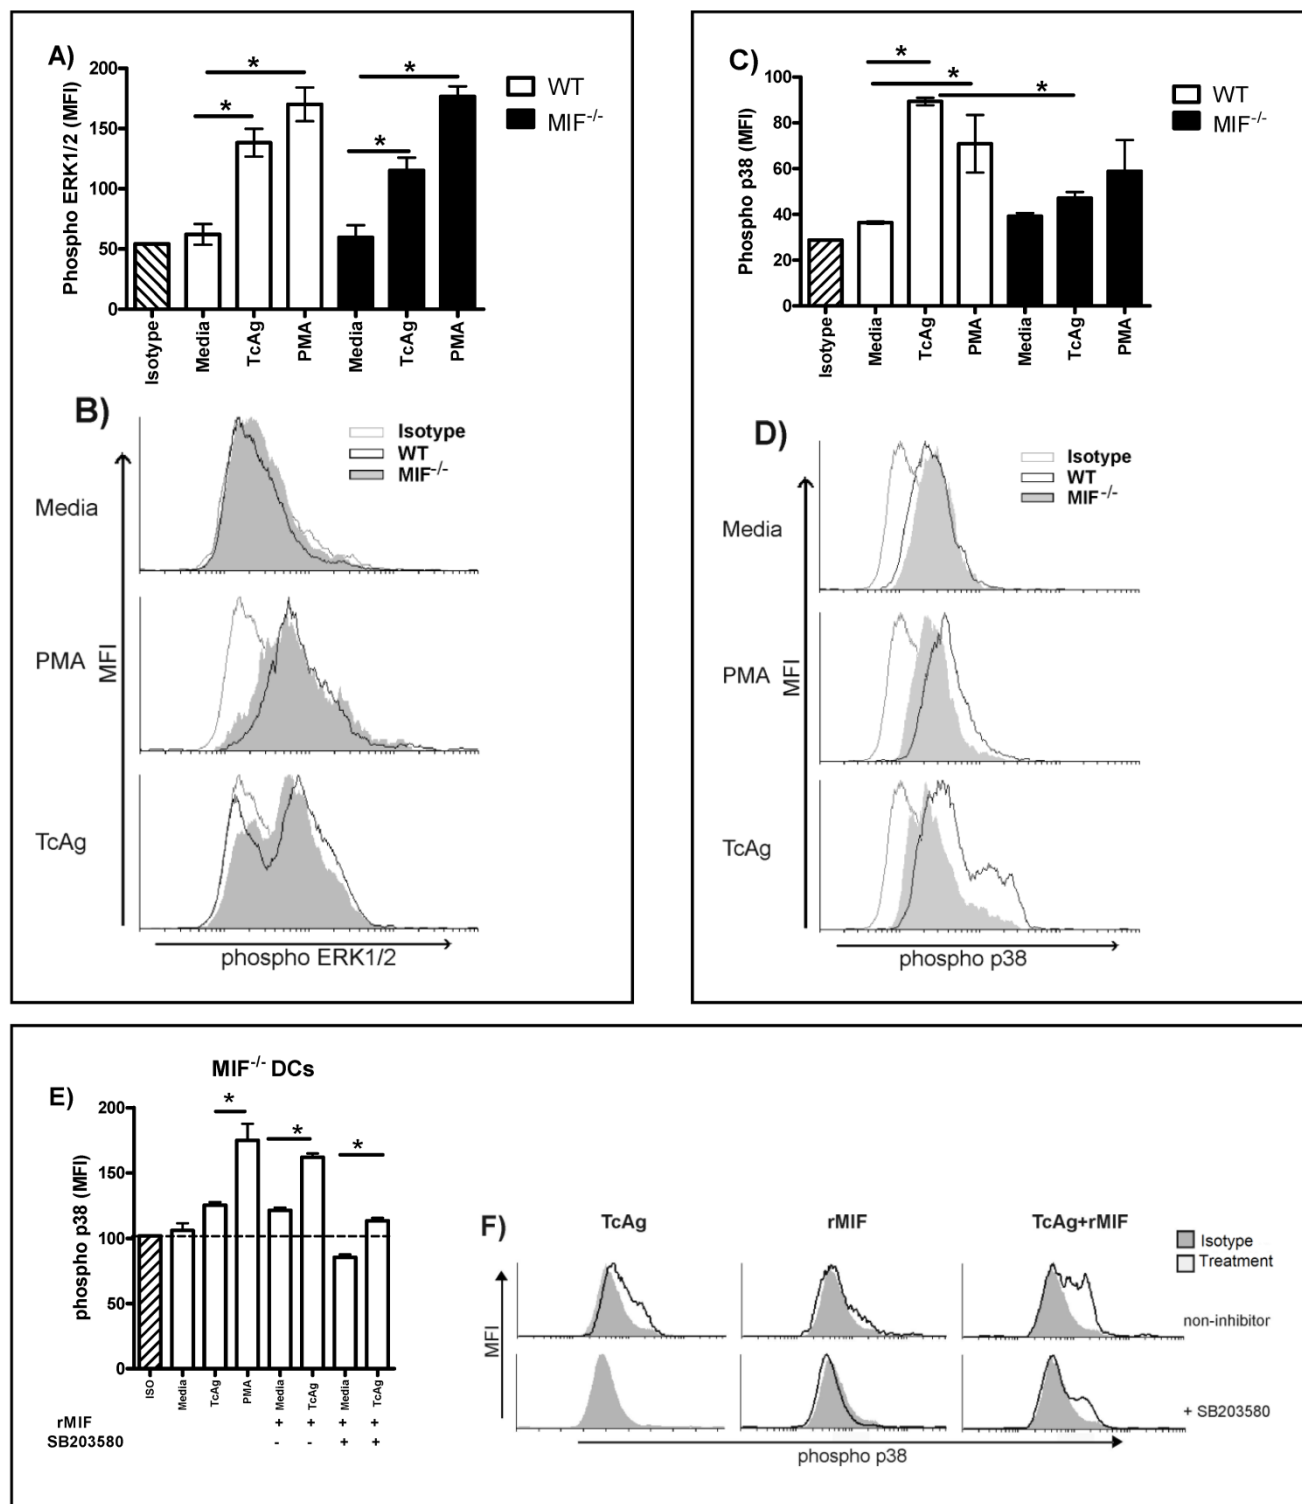 A)
200
150
100
50
0
Phospho ERK1/2 (MFI)
* * * *
WT
MIF-/-
Isotype Media TcAg PMA Media TcAg PMA
B)
Isotype
WT
MIF-/-
Media
PMA
TcAg
MFI
phospho ERK1/2
C)
100
80
60
40
20
0
Phospho p38 (MFI)
* * *
WT
MIF-/-
Isotype Media TcAg PMA Media TcAg PMA
D)
Isotype
WT
MIF-/-
Media
PMA
TcAg
MFI
phospho p38
MIF-/- DCs
E)
200
150
100
50
0
phospho p38 (MFI)
* * *
ISO Media TcAg PMA Media TcAg Media TcAg
rMIF + + + +
SB203580 - - + +
F)
TcAg rMIF TcAg+rMIF
Isotype
Treatment
non-inhibitor
+ SB203580
MFI
phospho p38